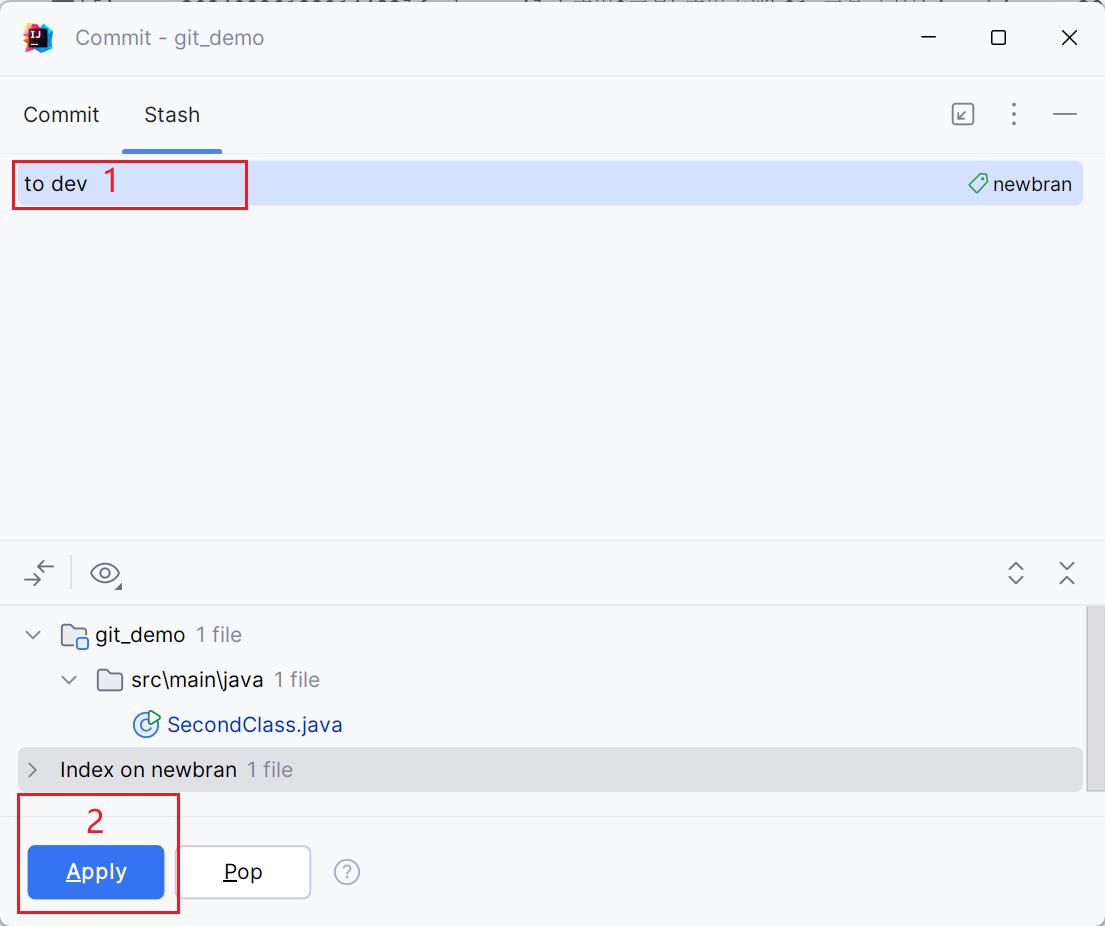 Commit - git_demo
Commit Stash
to dev 1 newbran
git_demo 1 file
src\main\java 1 file
SecondClass.java
Index on newbran 1 file
2
Apply Pop ?